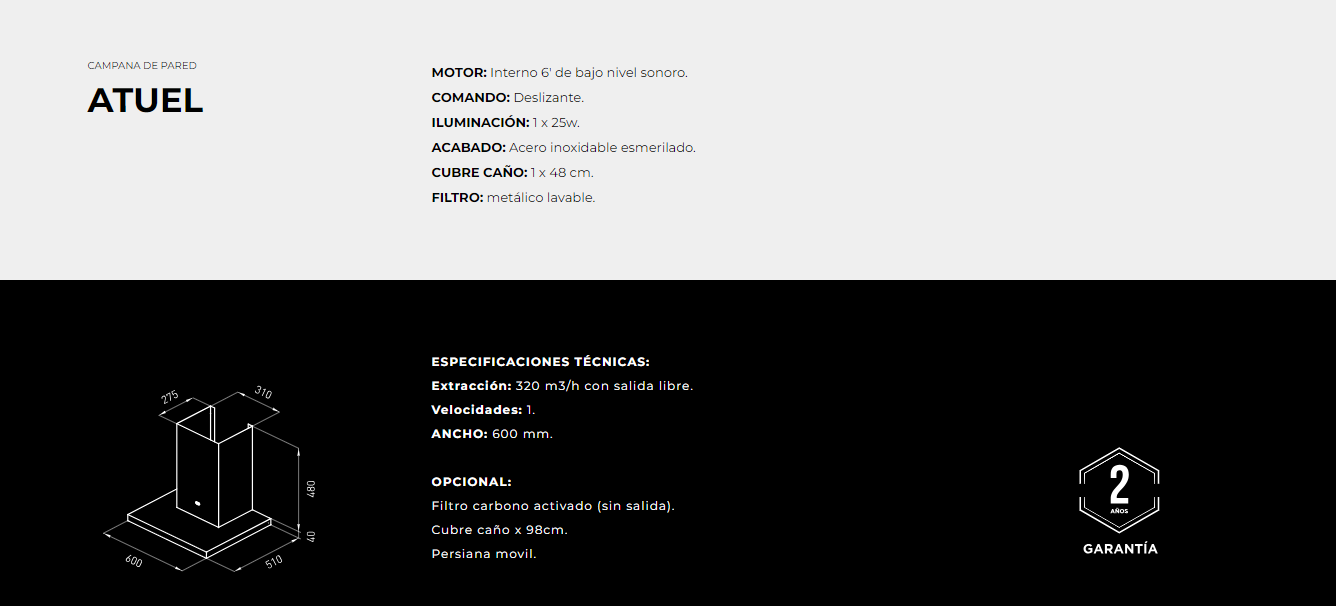 CAMPANA DE PARED
ATUEL
MOTOR: Interno 6' de bajo nivel sonoro.
COMANDO: Deslizante.
ILUMINACIÓN: 1 x 25w.
ACABADO: Acero inoxidable esmerilado.
CUBRE CAÑO: 1 x 48 cm.
FILTRO: metálico lavable.
275
310
480
40
600
510
ESPECIFICACIONES TÉCNICAS:
Extracción: 320 m3/h con salida libre.
Velocidades: 1.
ANCHO: 600 mm.
OPCIONAL:
Filtro carbono activado (sin salida).
Cubre caño x 98cm.
Persiana movil.
2
AÑOS
GARANTÍA